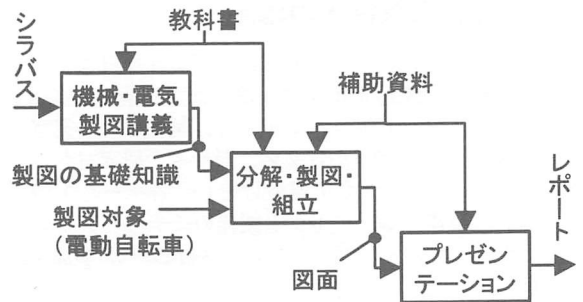 シラバス
教科書
機械・電気
製図講義
補助資料
製図の基礎知識
分解・製図・
組立
製図対象
(電動自転車)
レポート
図面
プレゼン
テーション